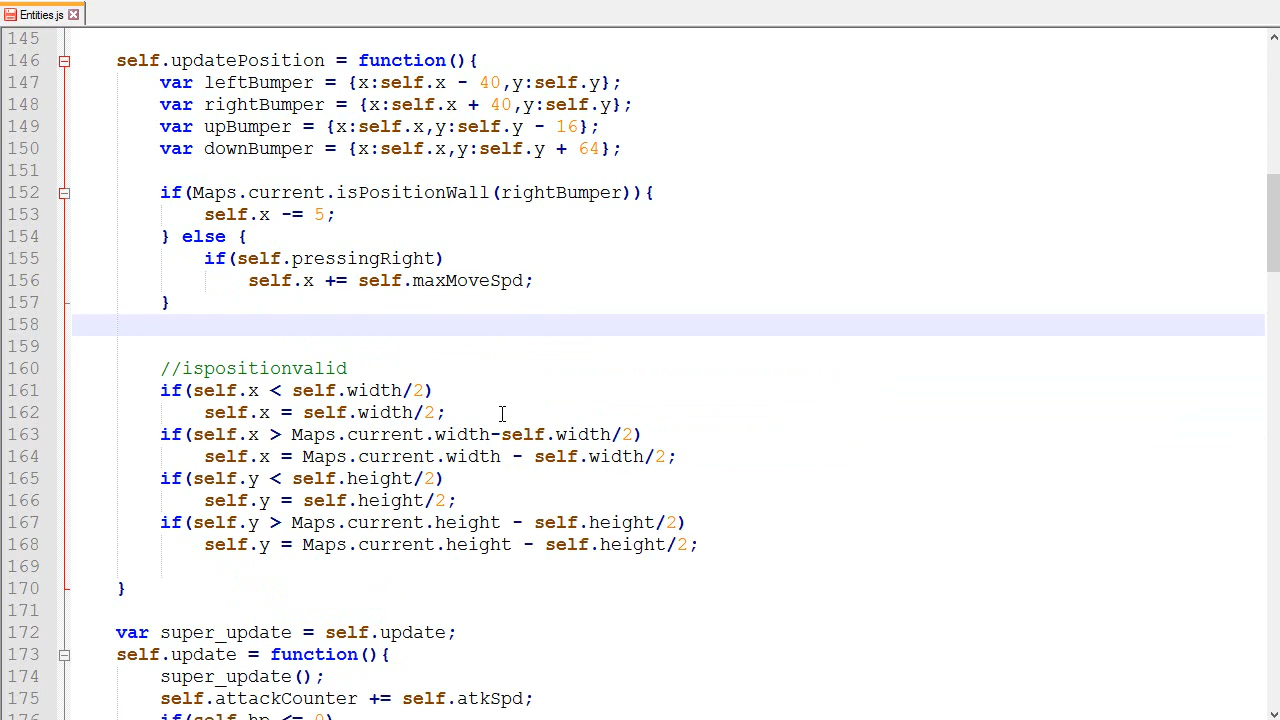 Entities.js
145
146 self.updatePosition = function(){
147 var leftBumper = {x:self.x - 40,y:self.y};
148 var rightBumper = {x:self.x + 40,y:self.y};
149 var upBumper = {x:self.x,y:self.y - 16};
150 var downBumper = {x:self.x,y:self.y + 64};
151
152 if(Maps.current.isPositionWall(rightBumper)){
153 self.x -= 5;
154 } else {
155 if(self.pressingRight)
156 self.x += self.maxMoveSpd;
157 }
158
159
160 //ispositionvalid
161 if(self.x < self.width/2)
162 self.x = self.width/2;
163 if(self.x > Maps.current.width-self.width/2)
164 self.x = Maps.current.width - self.width/2;
165 if(self.y < self.height/2)
166 self.y = self.height/2;
167 if(self.y > Maps.current.height - self.height/2)
168 self.y = Maps.current.height - self.height/2;
169
170 }
171
172 var super_update = self.update;
173 self.update = function(){
174 super_update();
175 self.attackCounter += self.atkSpd;
176 if(self.hp <= 0)